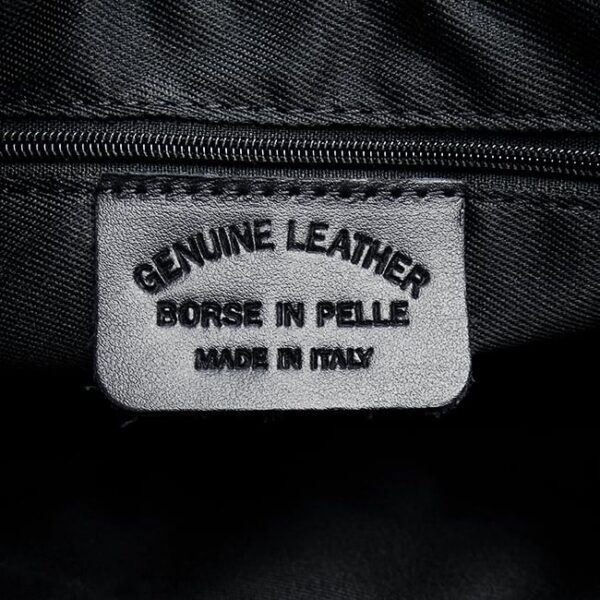 GENUINE LEATHER
BORSE IN PELLE
MADE IN ITALY